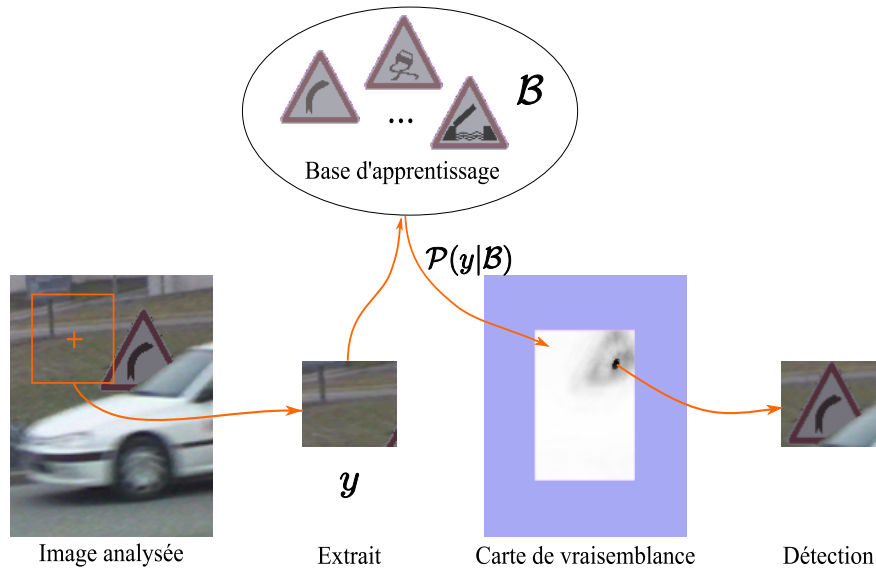 ℬ
...
Base d'apprentissage
𝒫(y|ℬ)
y
Image analysée
Extrait
Carte de vraisemblance
Détection